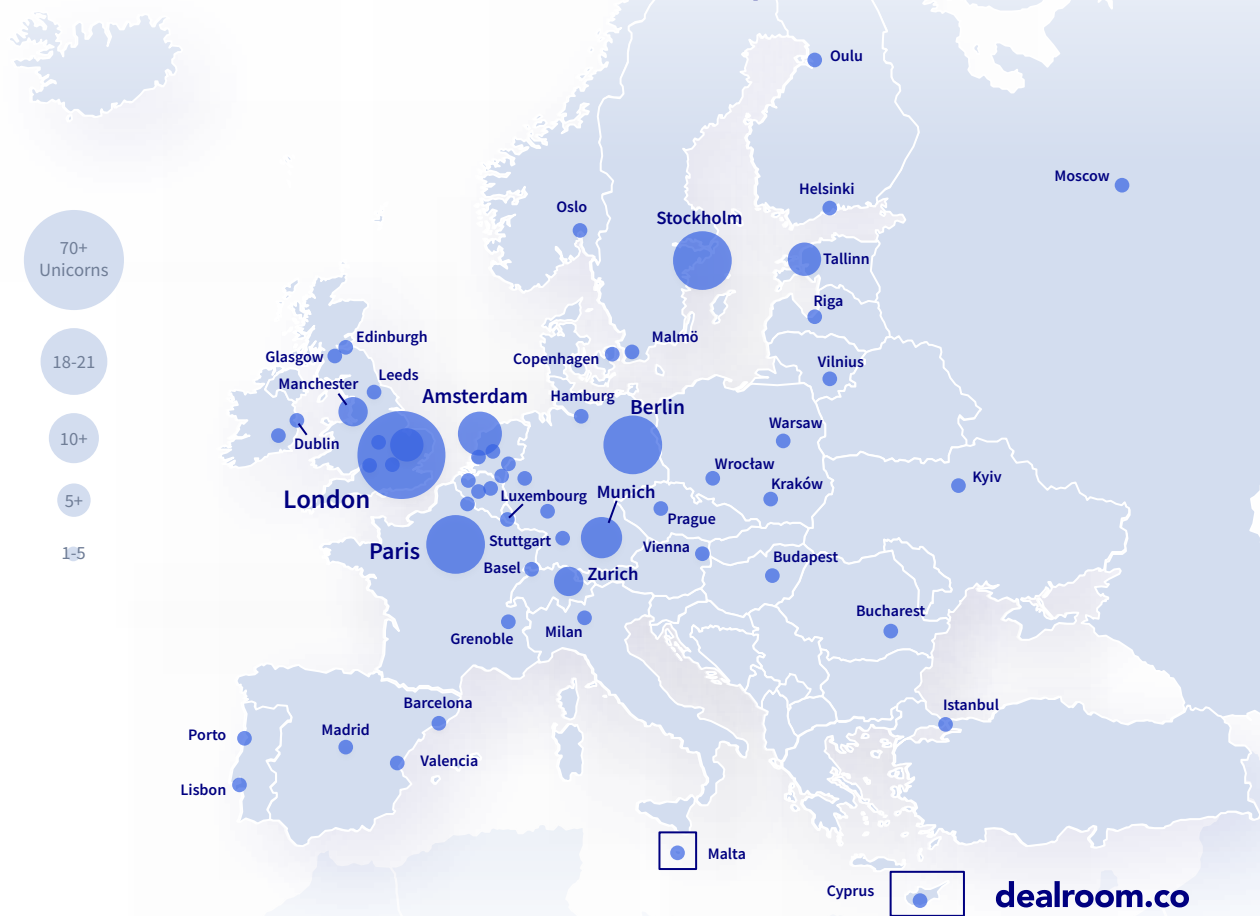 Oulu
Moscow
Helsinki
Oslo
Stockholm
70+
Unicorns
Tallinn
Riga
Edinburgh
Malmö
Glasgow
Copenhagen
18-21
Vilnius
Leeds
Manchester
Amsterdam
Hamburg
Berlin
Warsaw
10+
Dublin
Wrocław
Kyiv
Kraków
London
Luxembourg
Munich
5+
Prague
Paris
Stuttgart
Vienna
1-5
Budapest
Basel
Zurich
Bucharest
Grenoble
Milan
Barcelona
Istanbul
Porto
Madrid
Valencia
Lisbon
Malta
Cyprus
dealroom.co